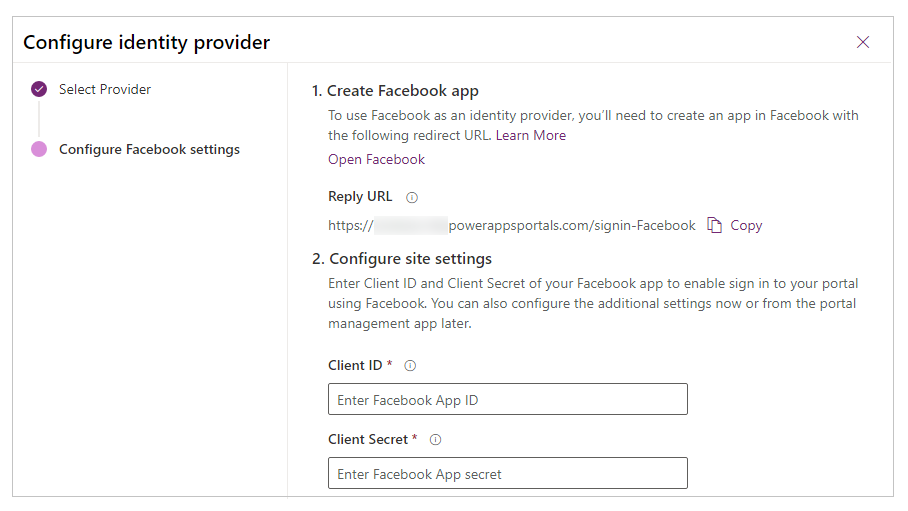 Configure identity provider
Select Provider
Configure Facebook settings
1. Create Facebook app
To use Facebook as an identity provider, you'll need to create an app in Facebook with
the following redirect URL. Learn More
Open Facebook
Reply URL
https:// powerappsportals.com/signin-Facebook Copy
2. Configure site settings
Enter Client ID and Client Secret of your Facebook app to enable sign in to your portal
using Facebook. You can also configure the additional settings now or from the portal
management app later.
Client ID *
Enter Facebook App ID
Client Secret *
Enter Facebook App secret